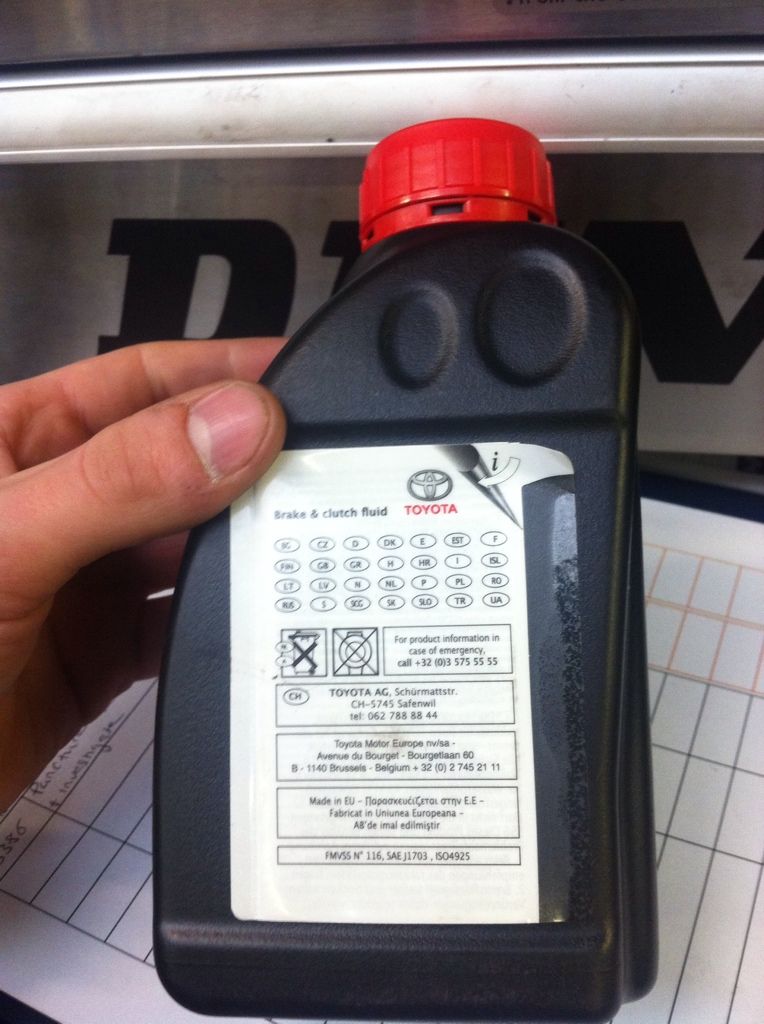 i
TOYOTA
Brake & clutch fluid
BG CZ D DK E EST F
FIN GB GR H HR I ISL
LT LV N NL P PL RO
RUS S SCG SK SLO TR UA
For product information in
case of emergency,
call +32 (0)3 575 55 55
CH
TOYOTA AG, Schürmattstr.
CH-5745 Safenwil
tel: 062 788 88 44
Toyota Motor Europe nv/sa -
Avenue du Bourget - Bourgetlaan 60
B - 1140 Brussels - Belgium + 32 (0) 2 745 21 11
Made in EU - Παρασκευάζεται στην Ε.Ε -
Fabricat in Uniunea Europeana -
AB'de imal edilmiştir
FMVSS N° 116, SAE J1703 , ISO4925